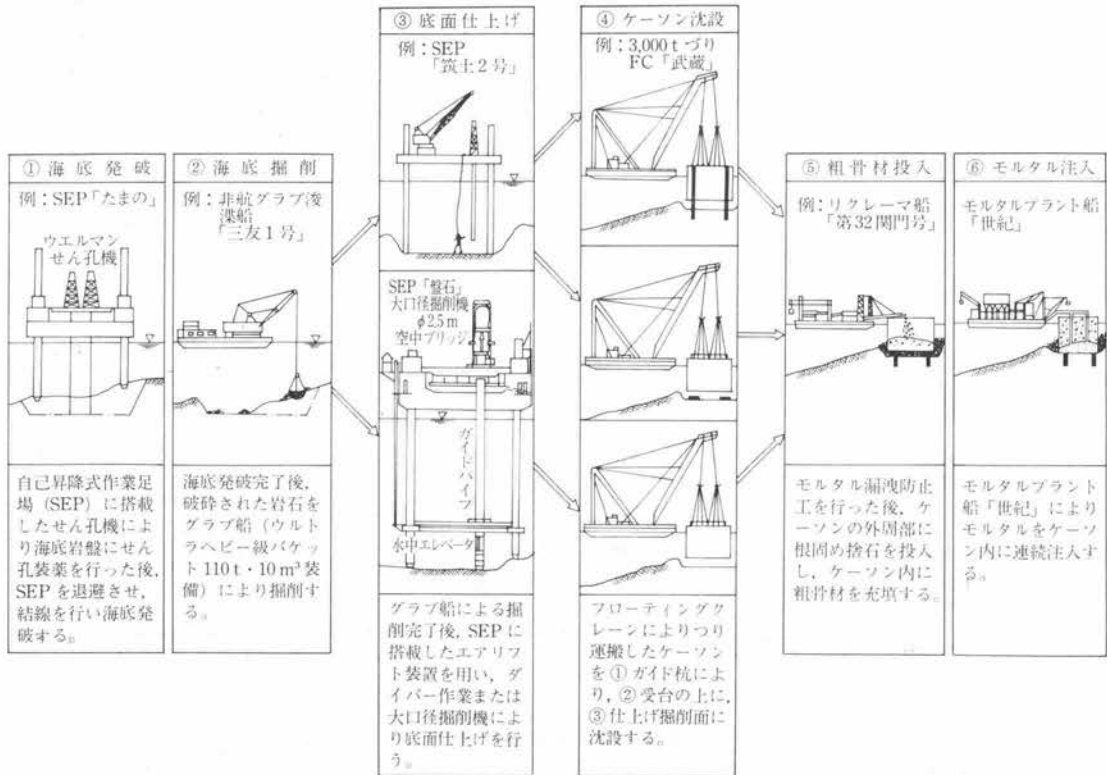 ① 海底発破
例：SEP「たまの」
ウエルマン
せん孔機
自己昇降式作業足
場（SEP）に搭載
したせん孔機によ
り海底岩盤にせん
孔装薬を行った後，
SEPを退避させ，
結線を行い海底発
破する。
② 海底掘削
例：非航グラブ浚
渫船
「三友1号」
海底発破完了後，
破砕された岩石を
グラブ船（ウルト
ラヘビー級バケッ
ト110t・10m³装
備）により掘削す
る。
③ 底面仕上げ
例：SEP
「筑土2号」
SEP「盤石」
大口径掘削機
φ2.5m
空中ブリッジ
ガイドパイプ
水中エレベータ
グラブ船による掘
削完了後，SEPに
搭載したエアリフ
ト装置を用い，ダ
イバー作業または
大口径掘削機によ
り底面仕上げを行
う。
④ ケーソン沈設
例：3,000tづり
FC「武蔵」
フローティングク
レーンによりつり
運搬したケーソン
を①ガイド杭によ
り，②受台の上に，
③仕上げ掘削面に
沈設する。
⑤ 粗骨材投入
例：リクレーマ船
「第32関門号」
モルタル漏洩防止
工を行った後，ケ
ーソンの外周部に
根固め捨石を投入
し，ケーソン内に
粗骨材を充填する。
⑥ モルタル注入
モルタルプラント船
「世紀」
モルタルプラント
船「世紀」により
モルタルをケーソ
ン内に連続注入す
る。